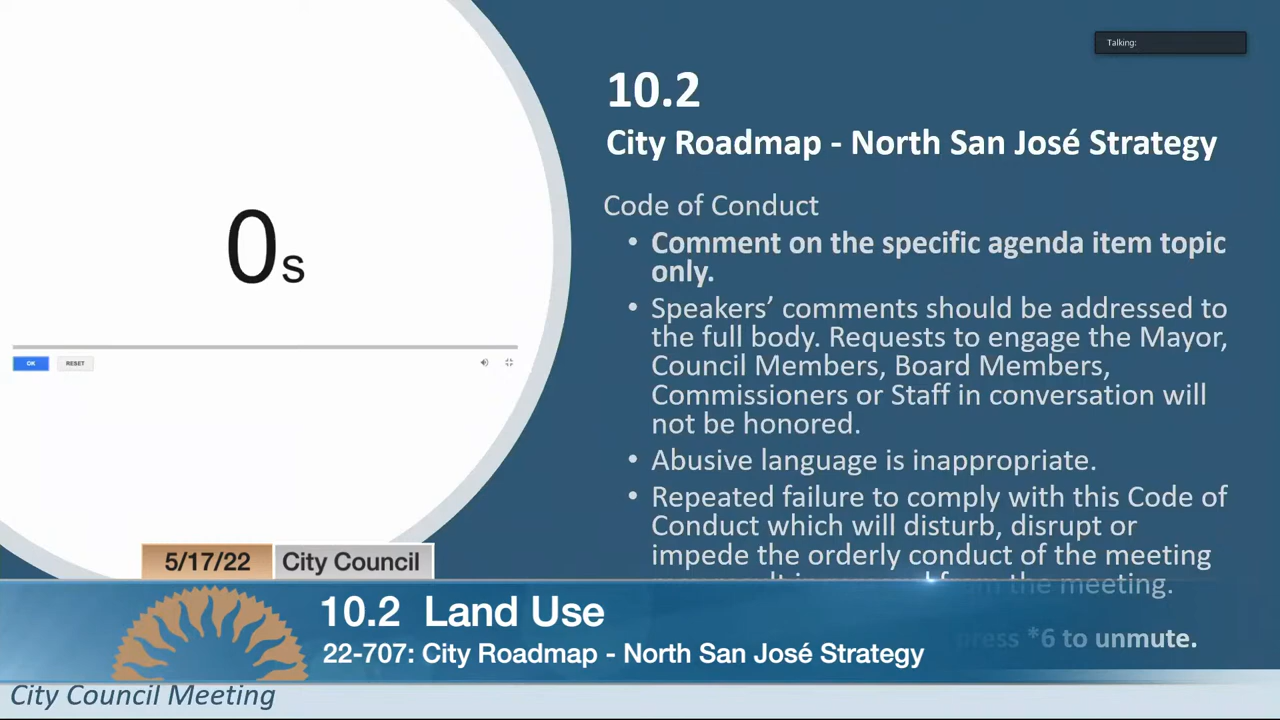 Talking:
10.2
City Roadmap - North San José Strategy
Code of Conduct
• Comment on the specific agenda item topic
only.
• Speakers’ comments should be addressed to
the full body. Requests to engage the Mayor,
Council Members, Board Members,
Commissioners or Staff in conversation will
not be honored.
• Abusive language is inappropriate.
• Repeated failure to comply with this Code of
Conduct which will disturb, disrupt or
impede the orderly conduct of the meeting
from the meeting.
press *6 to unmute.
0s
OK RESET
5/17/22 City Council
10.2 Land Use
22-707: City Roadmap - North San José Strategy
City Council Meeting